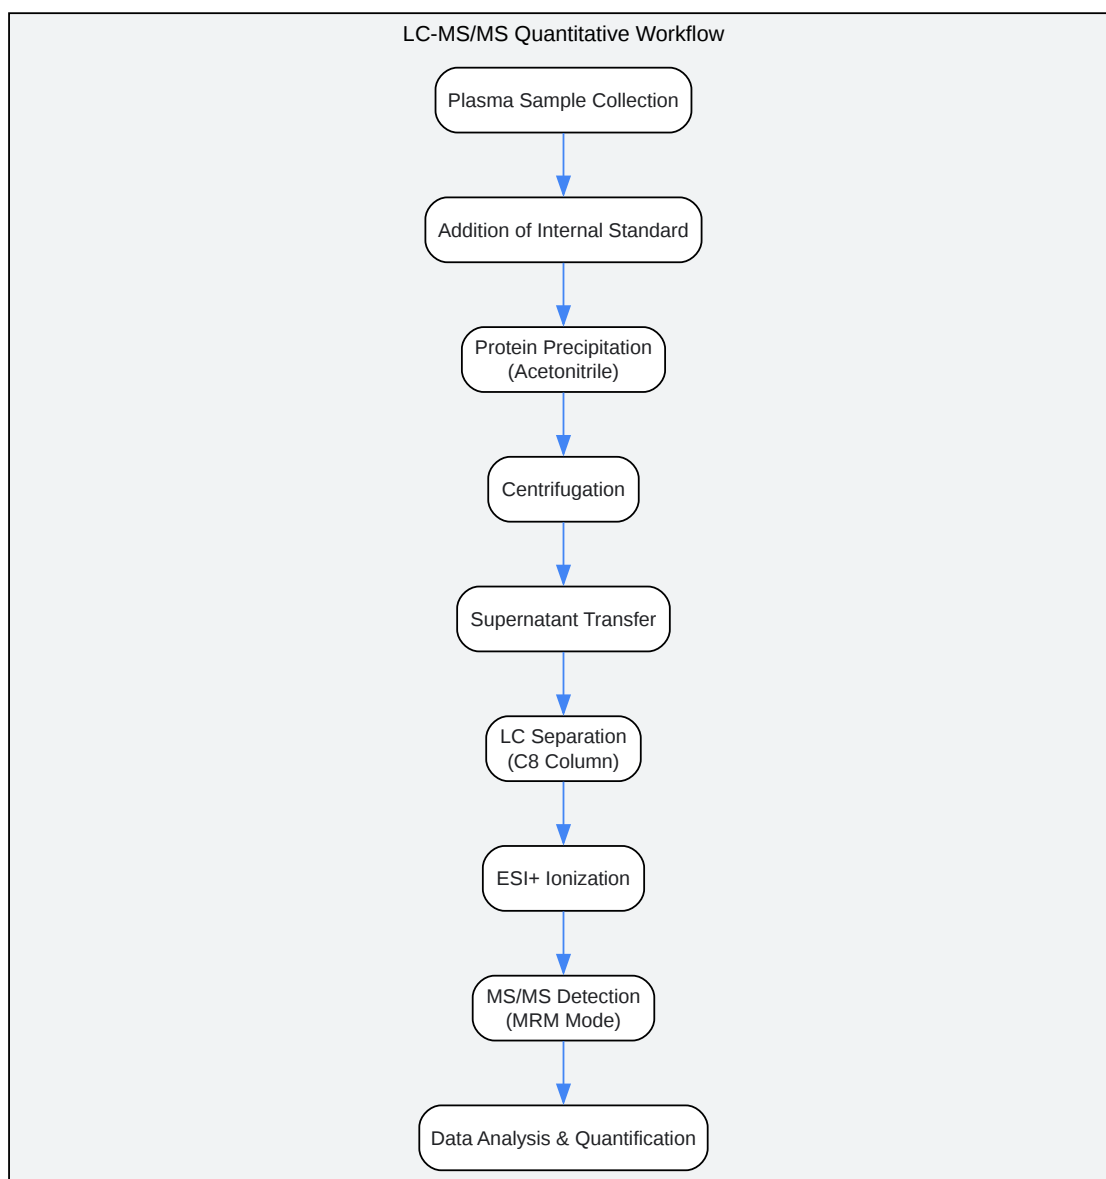 LC-MS/MS Quantitative Workflow
Plasma Sample Collection
Addition of Internal Standard
Protein Precipitation
(Acetonitrile)
Centrifugation
Supernatant Transfer
LC Separation
(C8 Column)
ESI+ Ionization
MS/MS Detection
(MRM Mode)
Data Analysis & Quantification